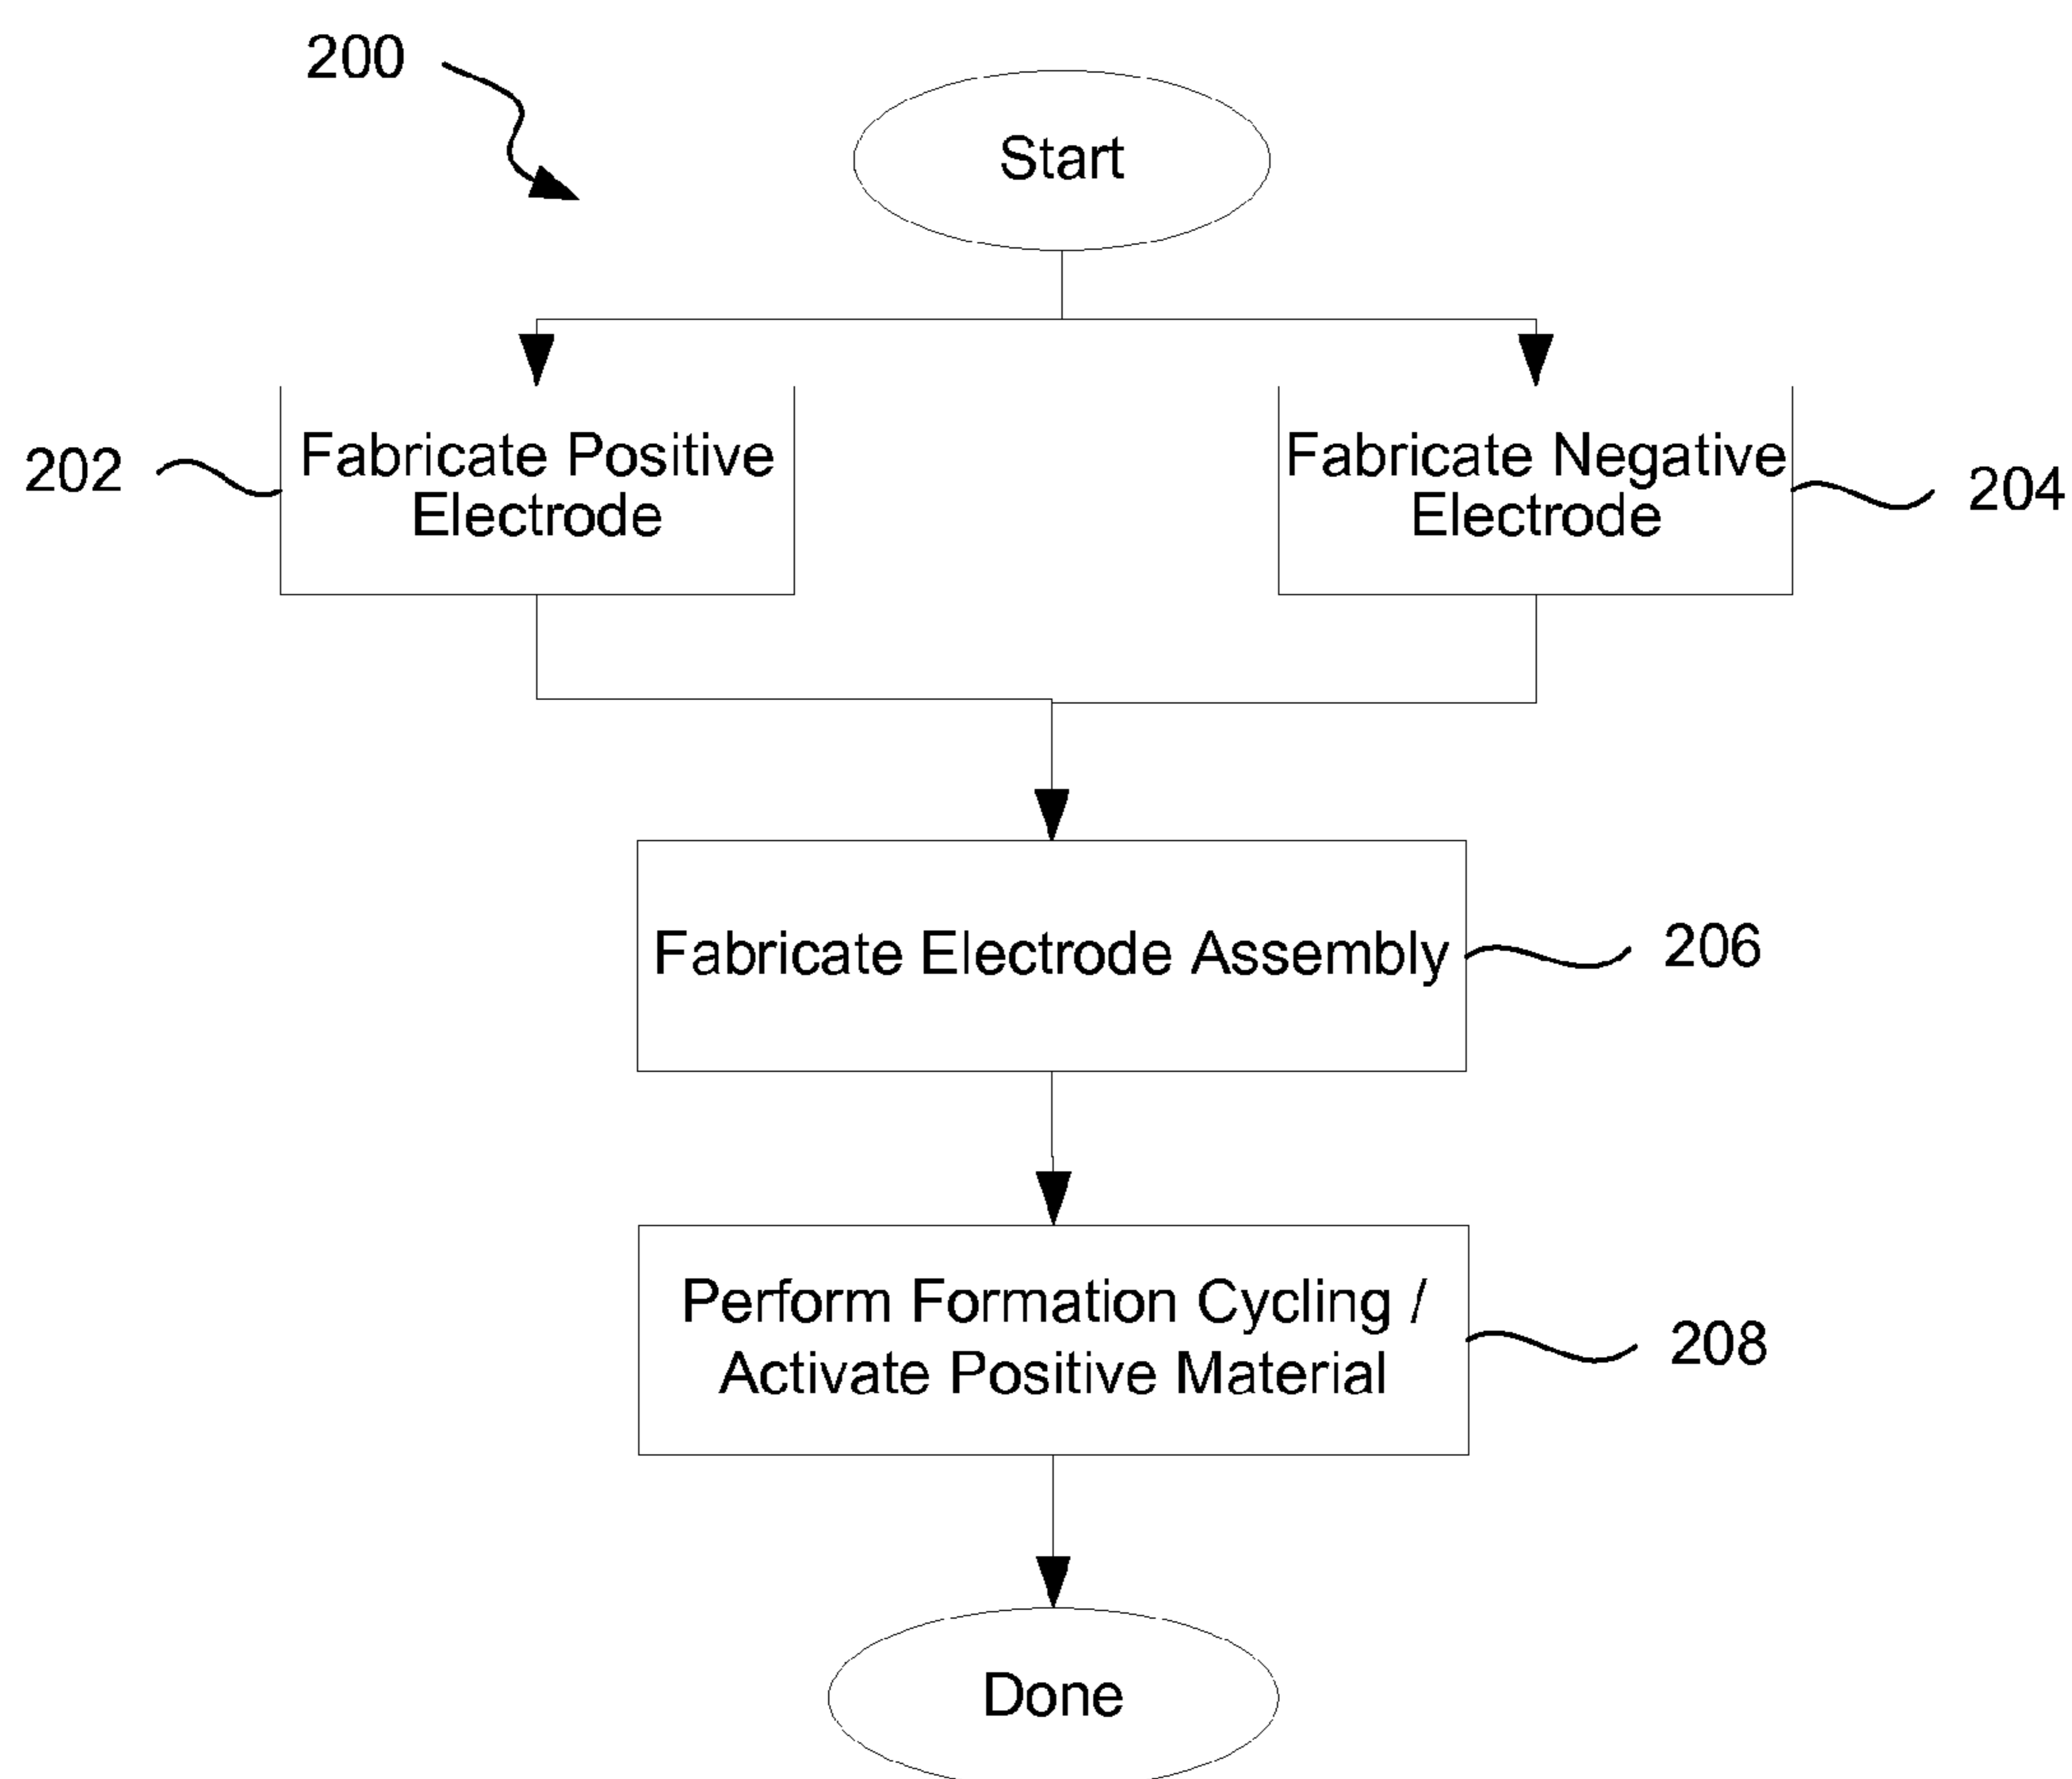 200
Start
202
Fabricate Positive
Electrode
Fabricate Negative
Electrode
204
Fabricate Electrode Assembly
206
Perform Formation Cycling /
Activate Positive Material
208
Done